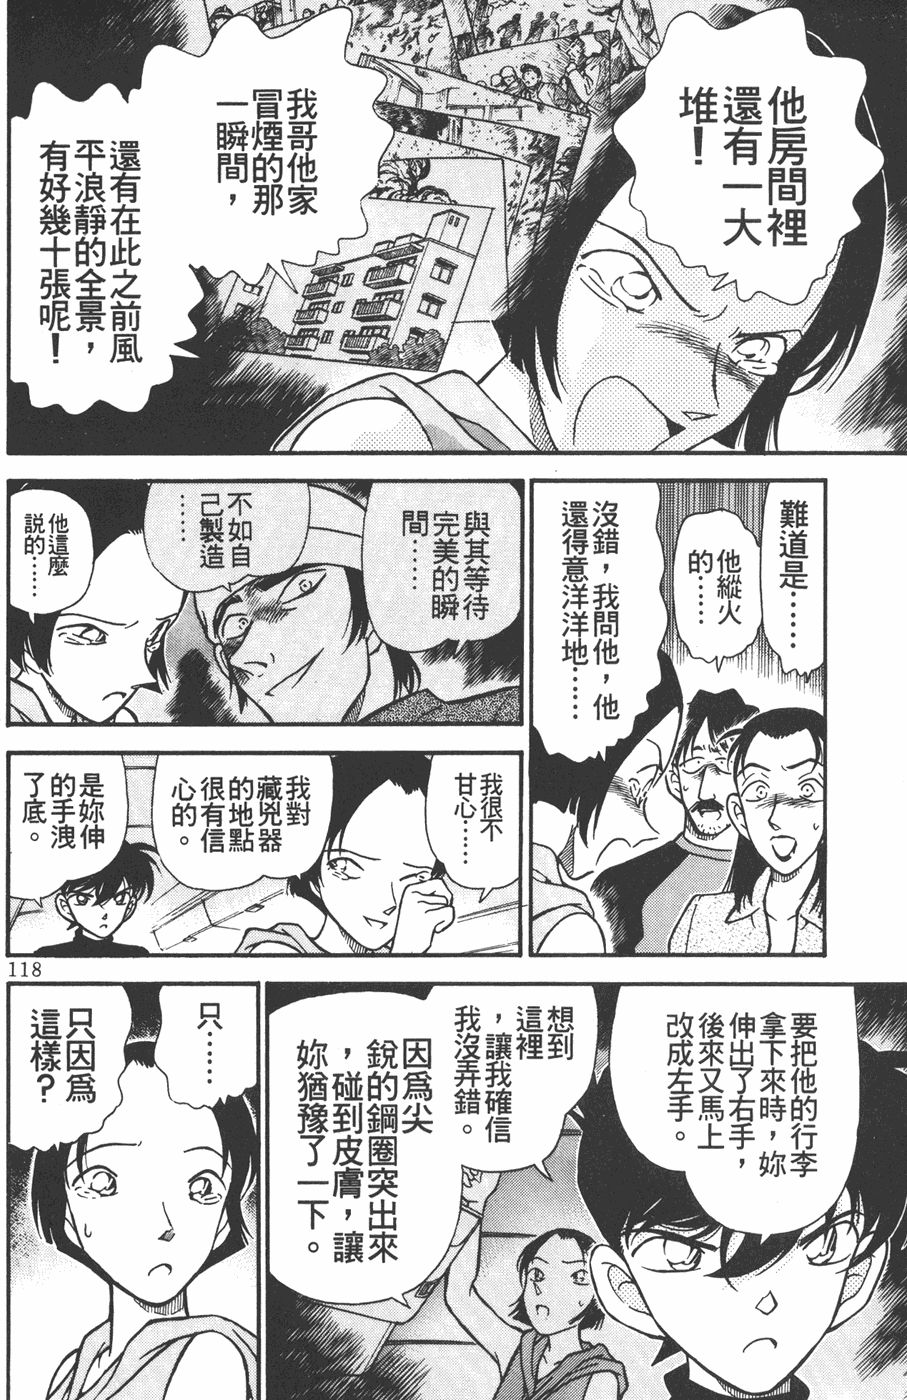 他房間裡
還有一大
堆！
我哥他家
冒煙的那
一瞬間，
還有在此之前風
平浪靜的全景，
有好幾十張呢！
難道是……
他縱火
的……
沒錯，我問他，他
還得意洋洋地……
與其等待
完美的瞬
間……
不如自
己製造
……
他這麼
説的……
我很不
甘心……
我對
藏兇器
的地點
很有信
心的。
是妳伸
的手洩
了底。
118
要把他的行李
拿下來時，妳
伸出了右手，
後來又馬上
改成左手。
想到
這裡
，讓我確信
我沒弄錯。
因爲尖
銳的鋼圈突出來
，碰到皮膚，讓
妳猶豫了一下。
只……
只因爲
這樣？